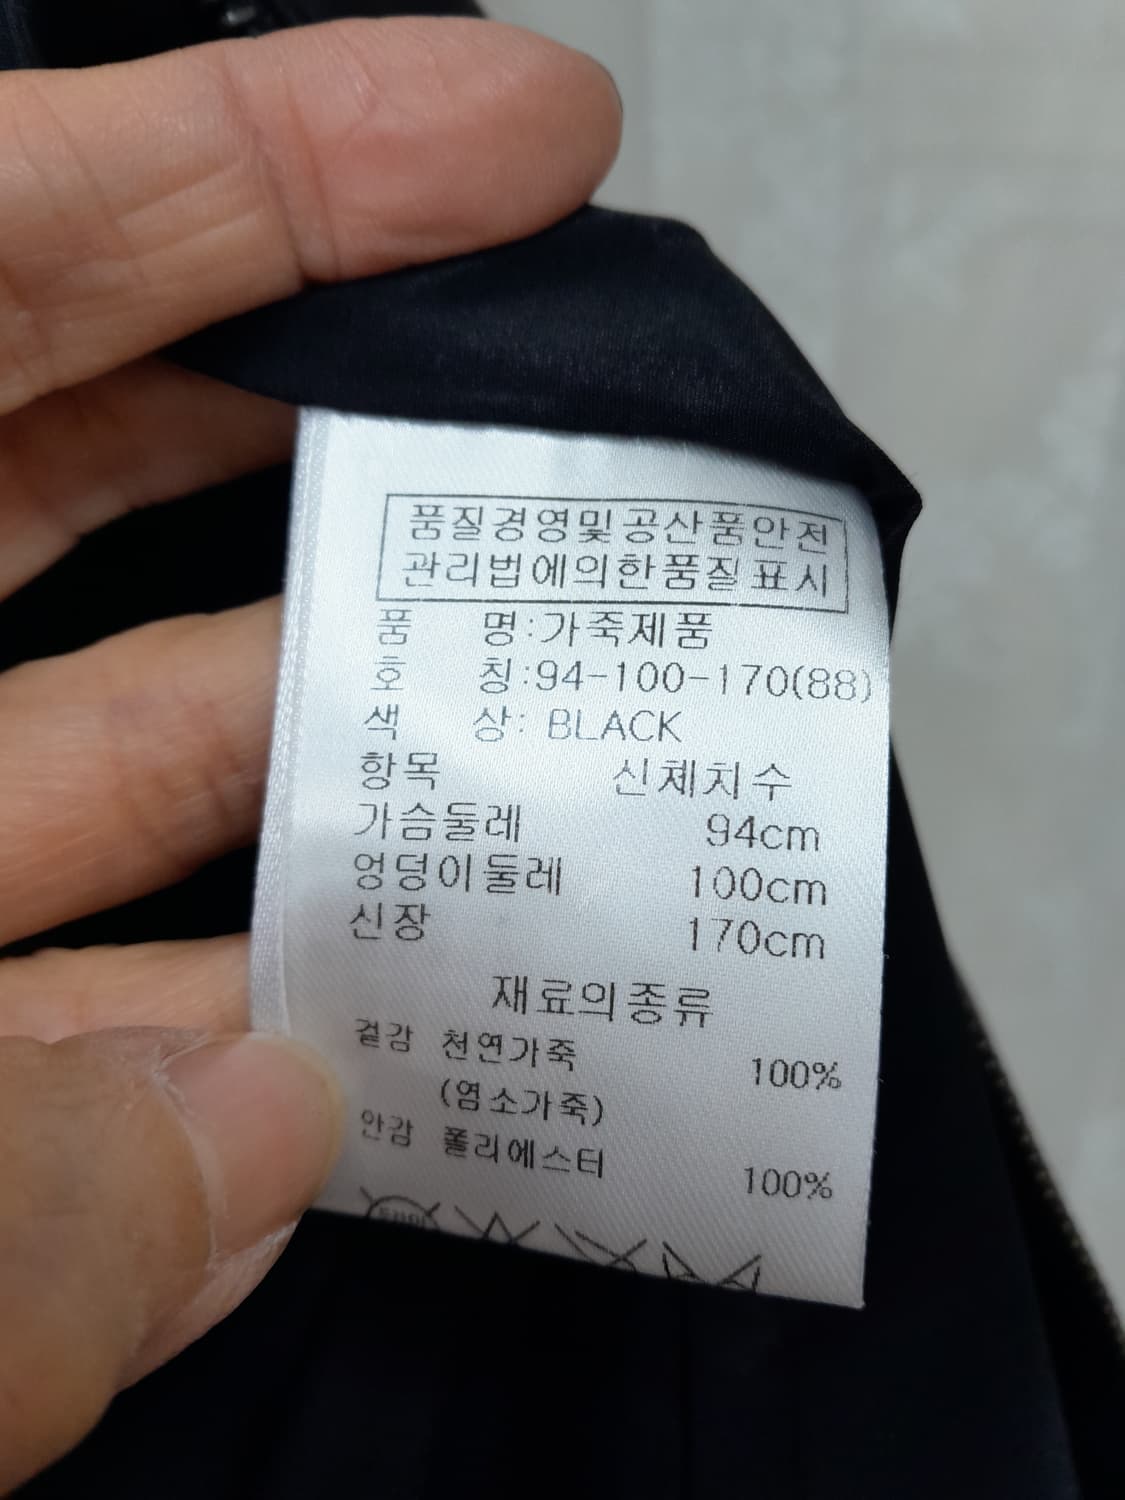 품질경영및공산품안전
관리법에의한품질표시
품 명:가죽제품
호 칭:94-100-170(88)
색 상: BLACK
항목 신체치수
가슴둘레 94cm
엉덩이둘레 100cm
신장 170cm
재료의종류
겉감 천연가죽 100%
(염소가죽)
안감 폴리에스터 100%